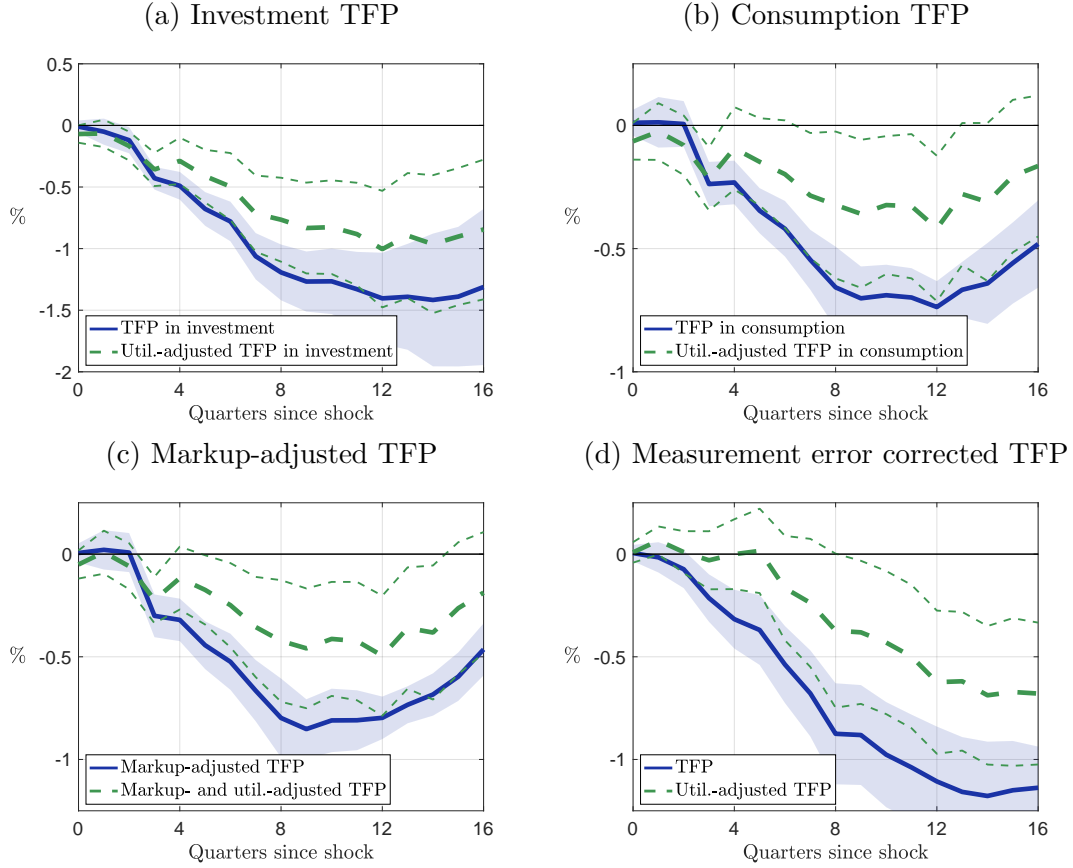 (a) Investment TFP
0.5
0
-0.5
-1
-1.5
-2
%
TFP in investment
Util.-adjusted TFP in investment
0 4 8 12 16
Quarters since shock
(b) Consumption TFP
0
-0.5
-1
%
TFP in consumption
Util.-adjusted TFP in consumption
0 4 8 12 16
Quarters since shock
(c) Markup-adjusted TFP
0
-0.5
-1
%
Markup-adjusted TFP
Markup- and util.-adjusted TFP
0 4 8 12 16
Quarters since shock
(d) Measurement error corrected TFP
0
-0.5
-1
%
TFP
Util.-adjusted TFP
0 4 8 12 16
Quarters since shock